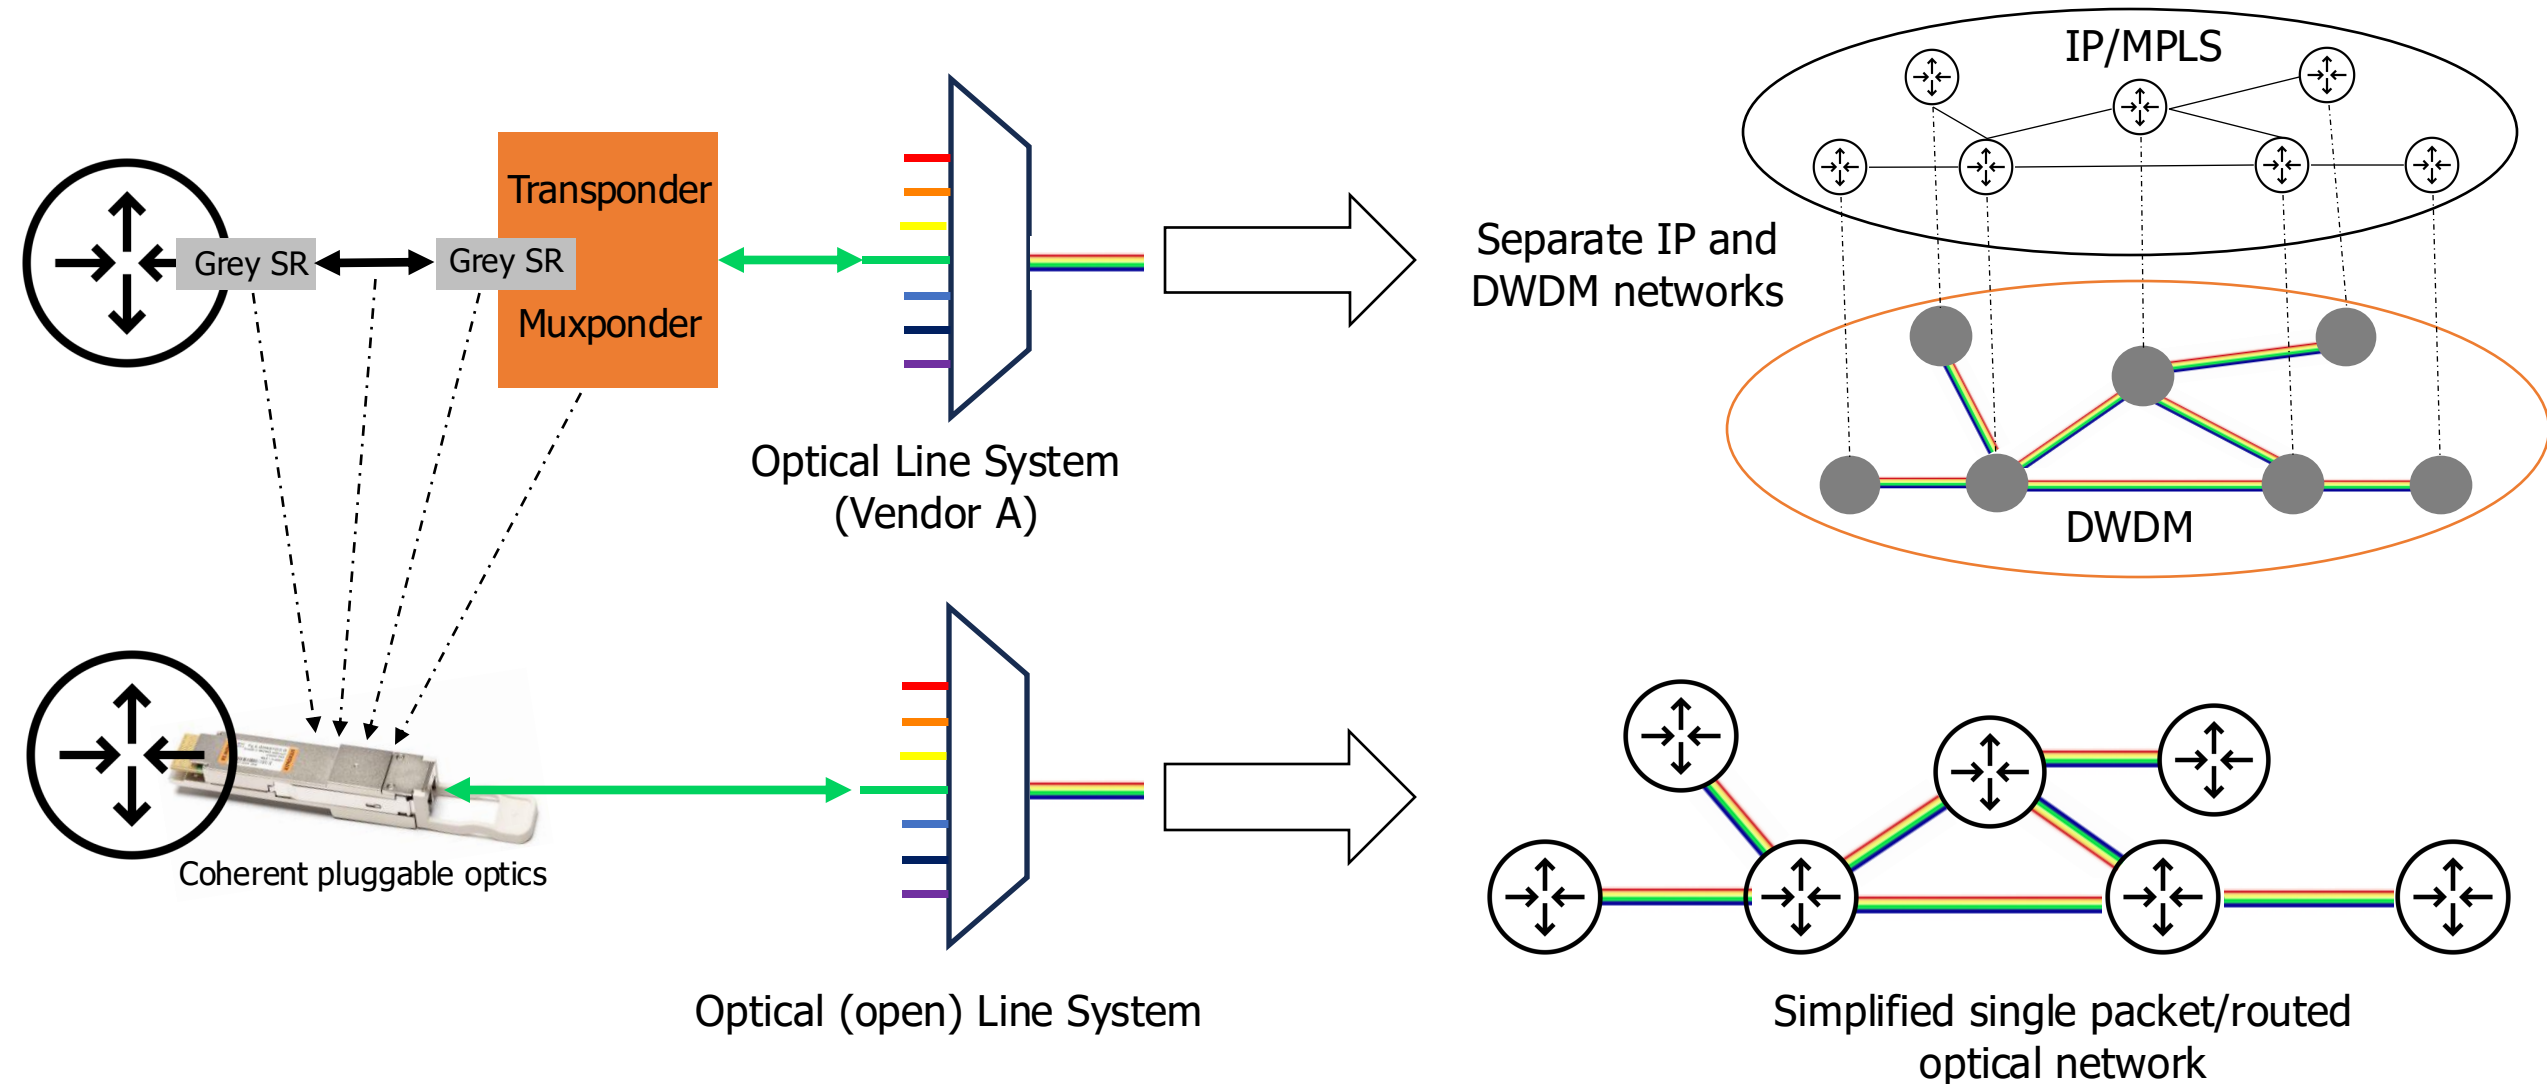 IP/MPLS
Transponder
Grey SR
Grey SR
Muxponder
Separate IP and
DWDM networks
Optical Line System
(Vendor A)
DWDM
Coherent pluggable optics
Optical (open) Line System
Simplified single packet/routed
optical network